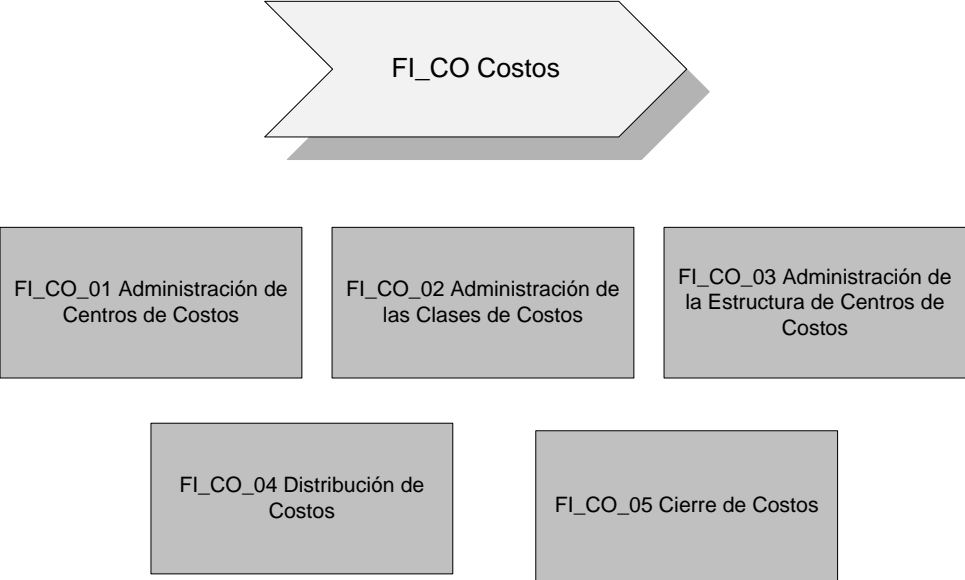 FI_CO Costos
FI_CO_01 Administración de
Centros de Costos
FI_CO_02 Administración de
las Clases de Costos
FI_CO_03 Administración de
la Estructura de Centros de
Costos
FI_CO_04 Distribución de
Costos
FI_CO_05 Cierre de Costos